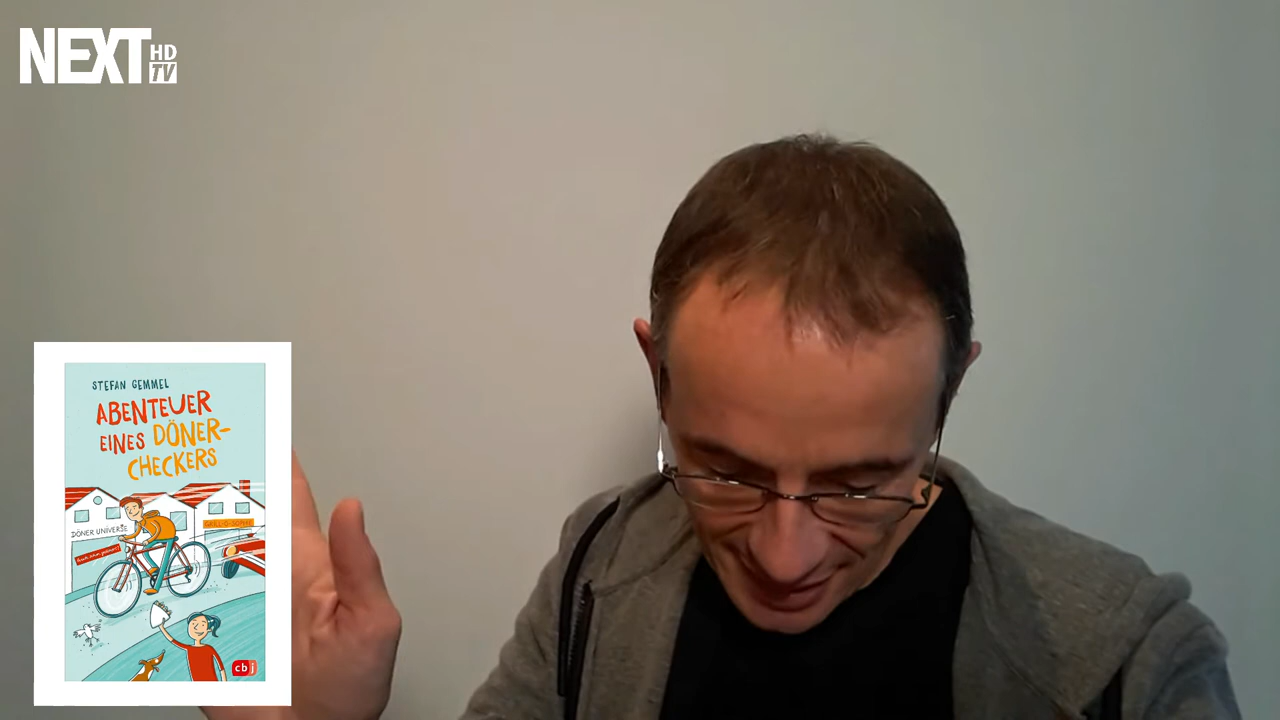 NEXT HD
TV
STEFAN GEMMEL
ABENTEUER
EINES DÖNER-
CHECKERS
DÖNER UNIVERSE
cbj